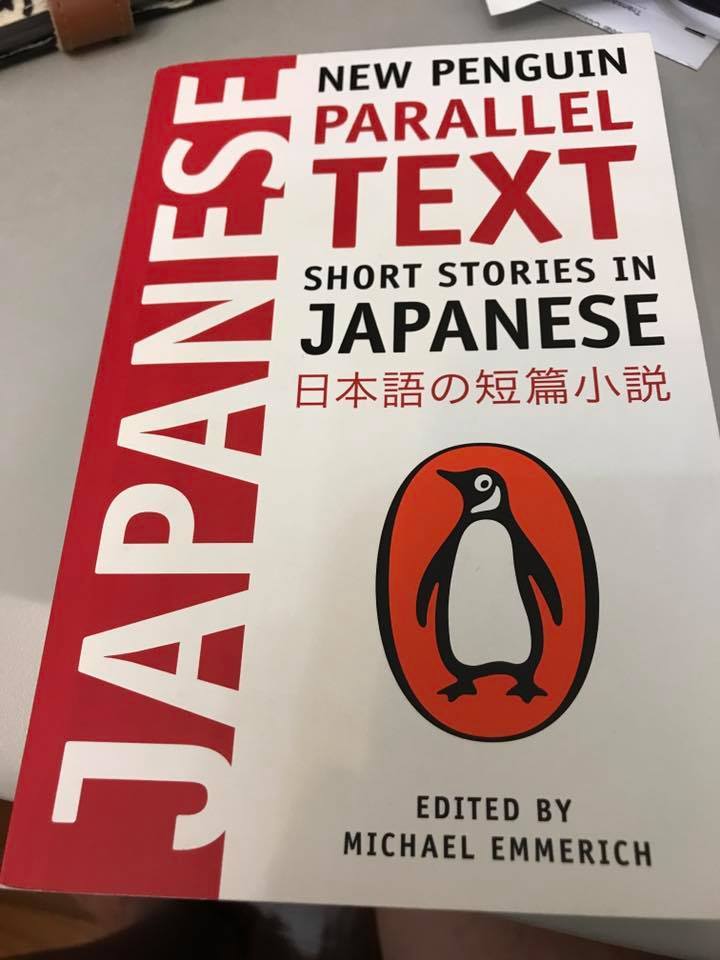 JAPANESE
NEW PENGUIN
PARALLEL
TEXT
SHORT STORIES IN
JAPANESE
日本語の短篇小説
EDITED BY
MICHAEL EMMERICH